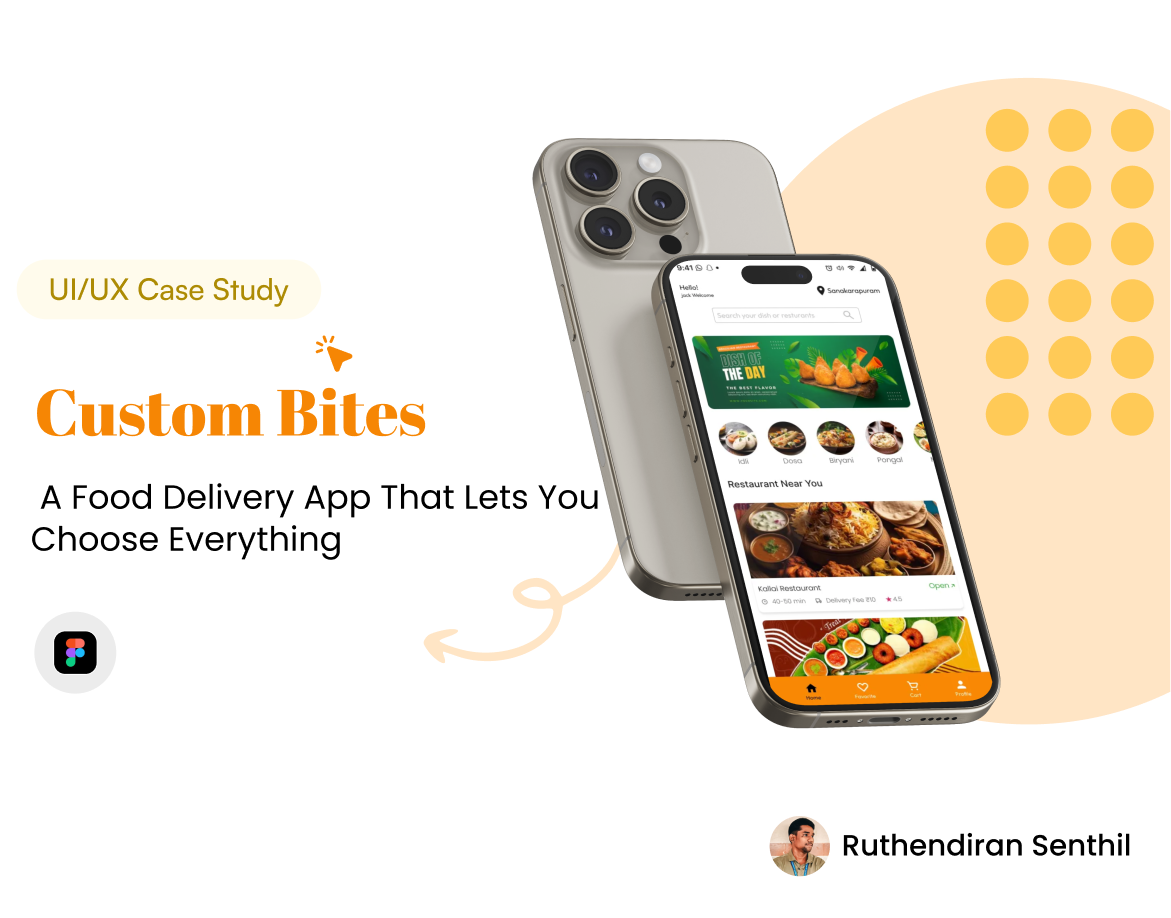 UI/UX Case Study
Custom Bites
A Food Delivery App That Lets You
Choose Everything
9:41
Hello!
jack Welcome
Sanakarapuram
Search your dish or resturants
DISH OF
THE DAY
THE BEST FLAVOR
Idli
Dosa
Biryani
Pongal
Restaurant Near You
Kallai Restaurant
Open
40-50 min
Delivery Fee ₹10
4.5
Treat
Home
Favourite
Cart
Profile
Ruthendiran Senthil